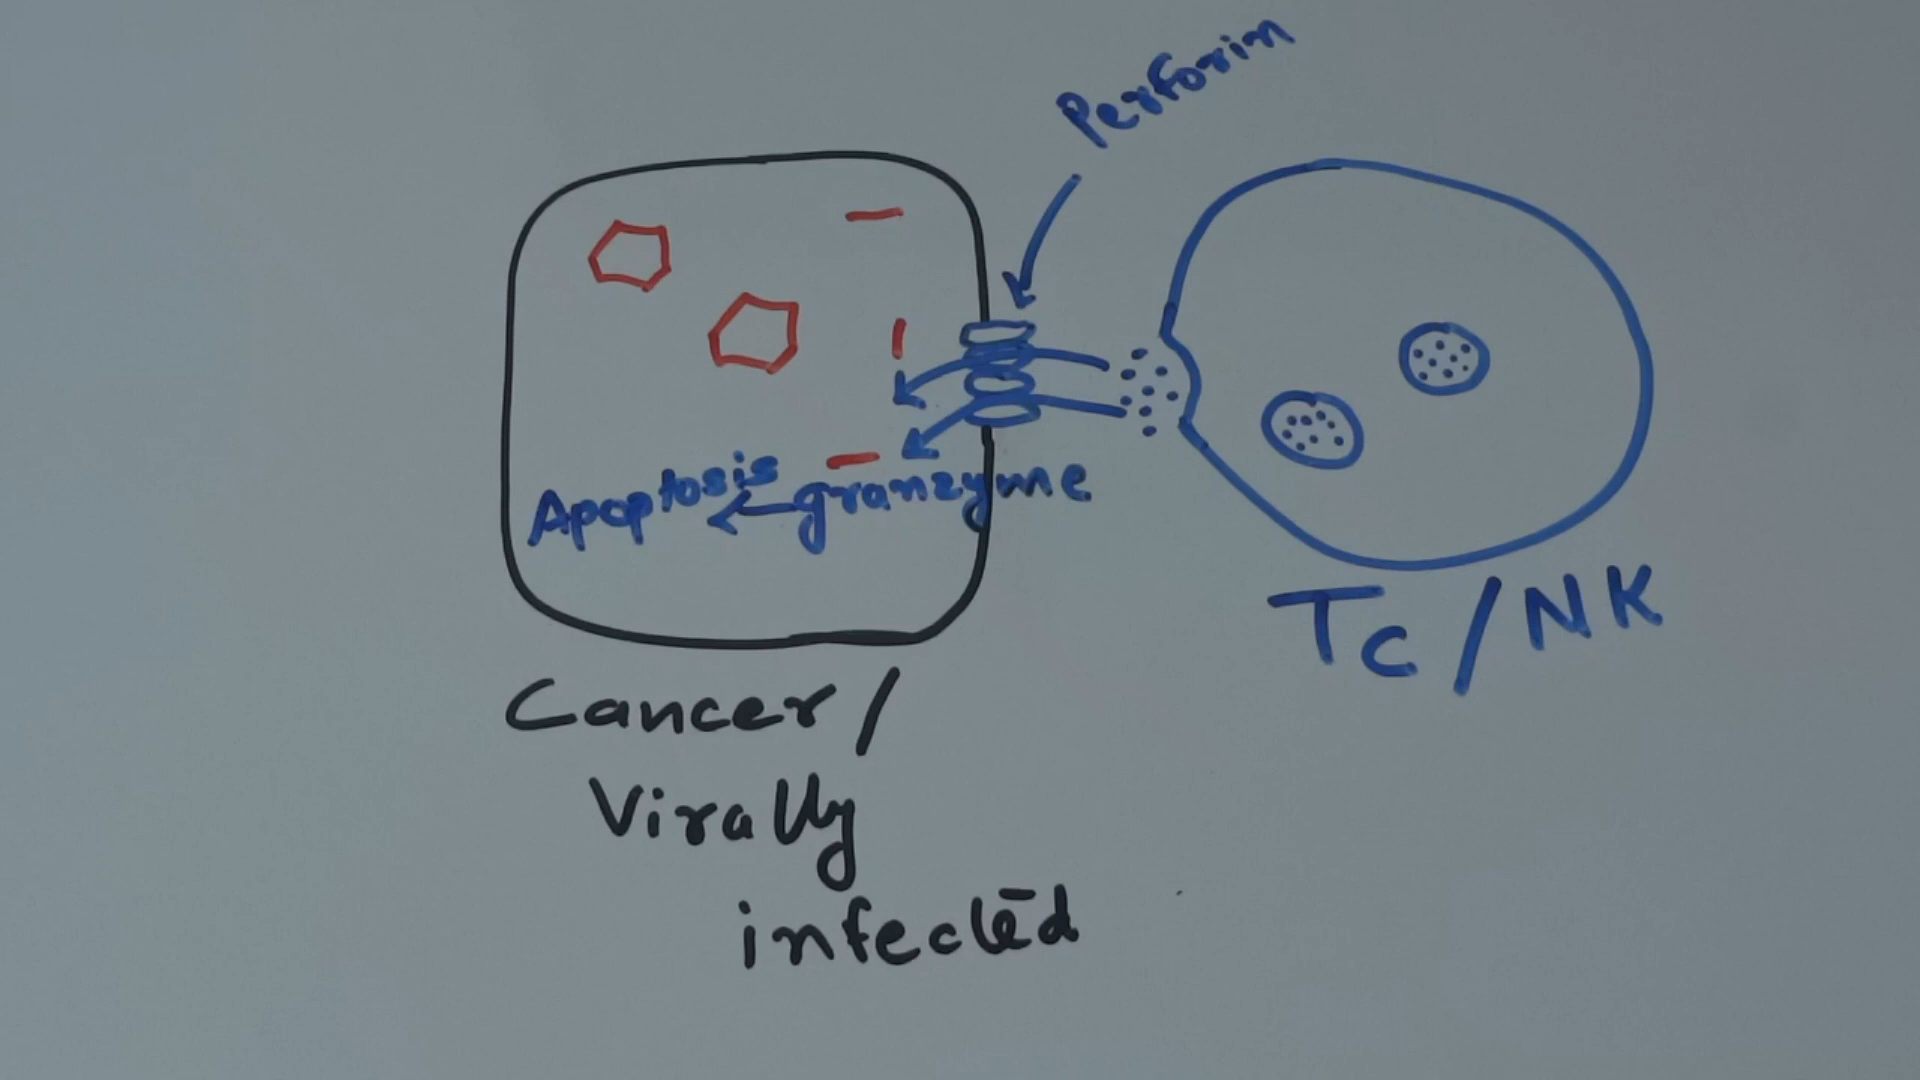 Perforin
Apoptosis ← granzyme
Tc/NK
Cancer/
Virally
infected